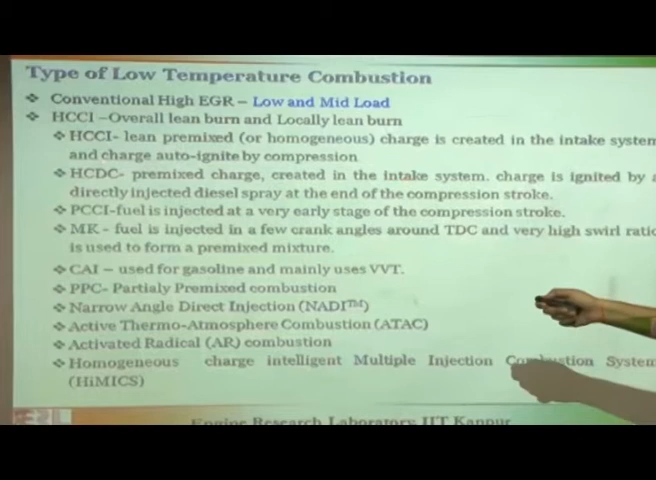 Type of Low Temperature Combustion
❖ Conventional High EGR – Low and Mid Load
❖ HCCI –Overall lean burn and Locally lean burn
❖ HCCI- lean premixed (or homogeneous) charge is created in the intake system
and charge auto-ignite by compression
❖ HCDC- premixed charge, created in the intake system. charge is ignited by a
directly injected diesel spray at the end of the compression stroke.
❖ PCCI-fuel is injected at a very early stage of the compression stroke.
❖ MK - fuel is injected in a few crank angles around TDC and very high swirl ratio
is used to form a premixed mixture.
❖ CAI – used for gasoline and mainly uses VVT.
❖ PPC- Partialy Premixed combustion
❖ Narrow Angle Direct Injection (NADI™)
❖ Active Thermo-Atmosphere Combustion (ATAC)
❖ Activated Radical (AR) combustion
❖ Homogeneous charge intelligent Multiple Injection Combustion System
(HiMICS)
Engine Research Laboratory, IIT Kanpur